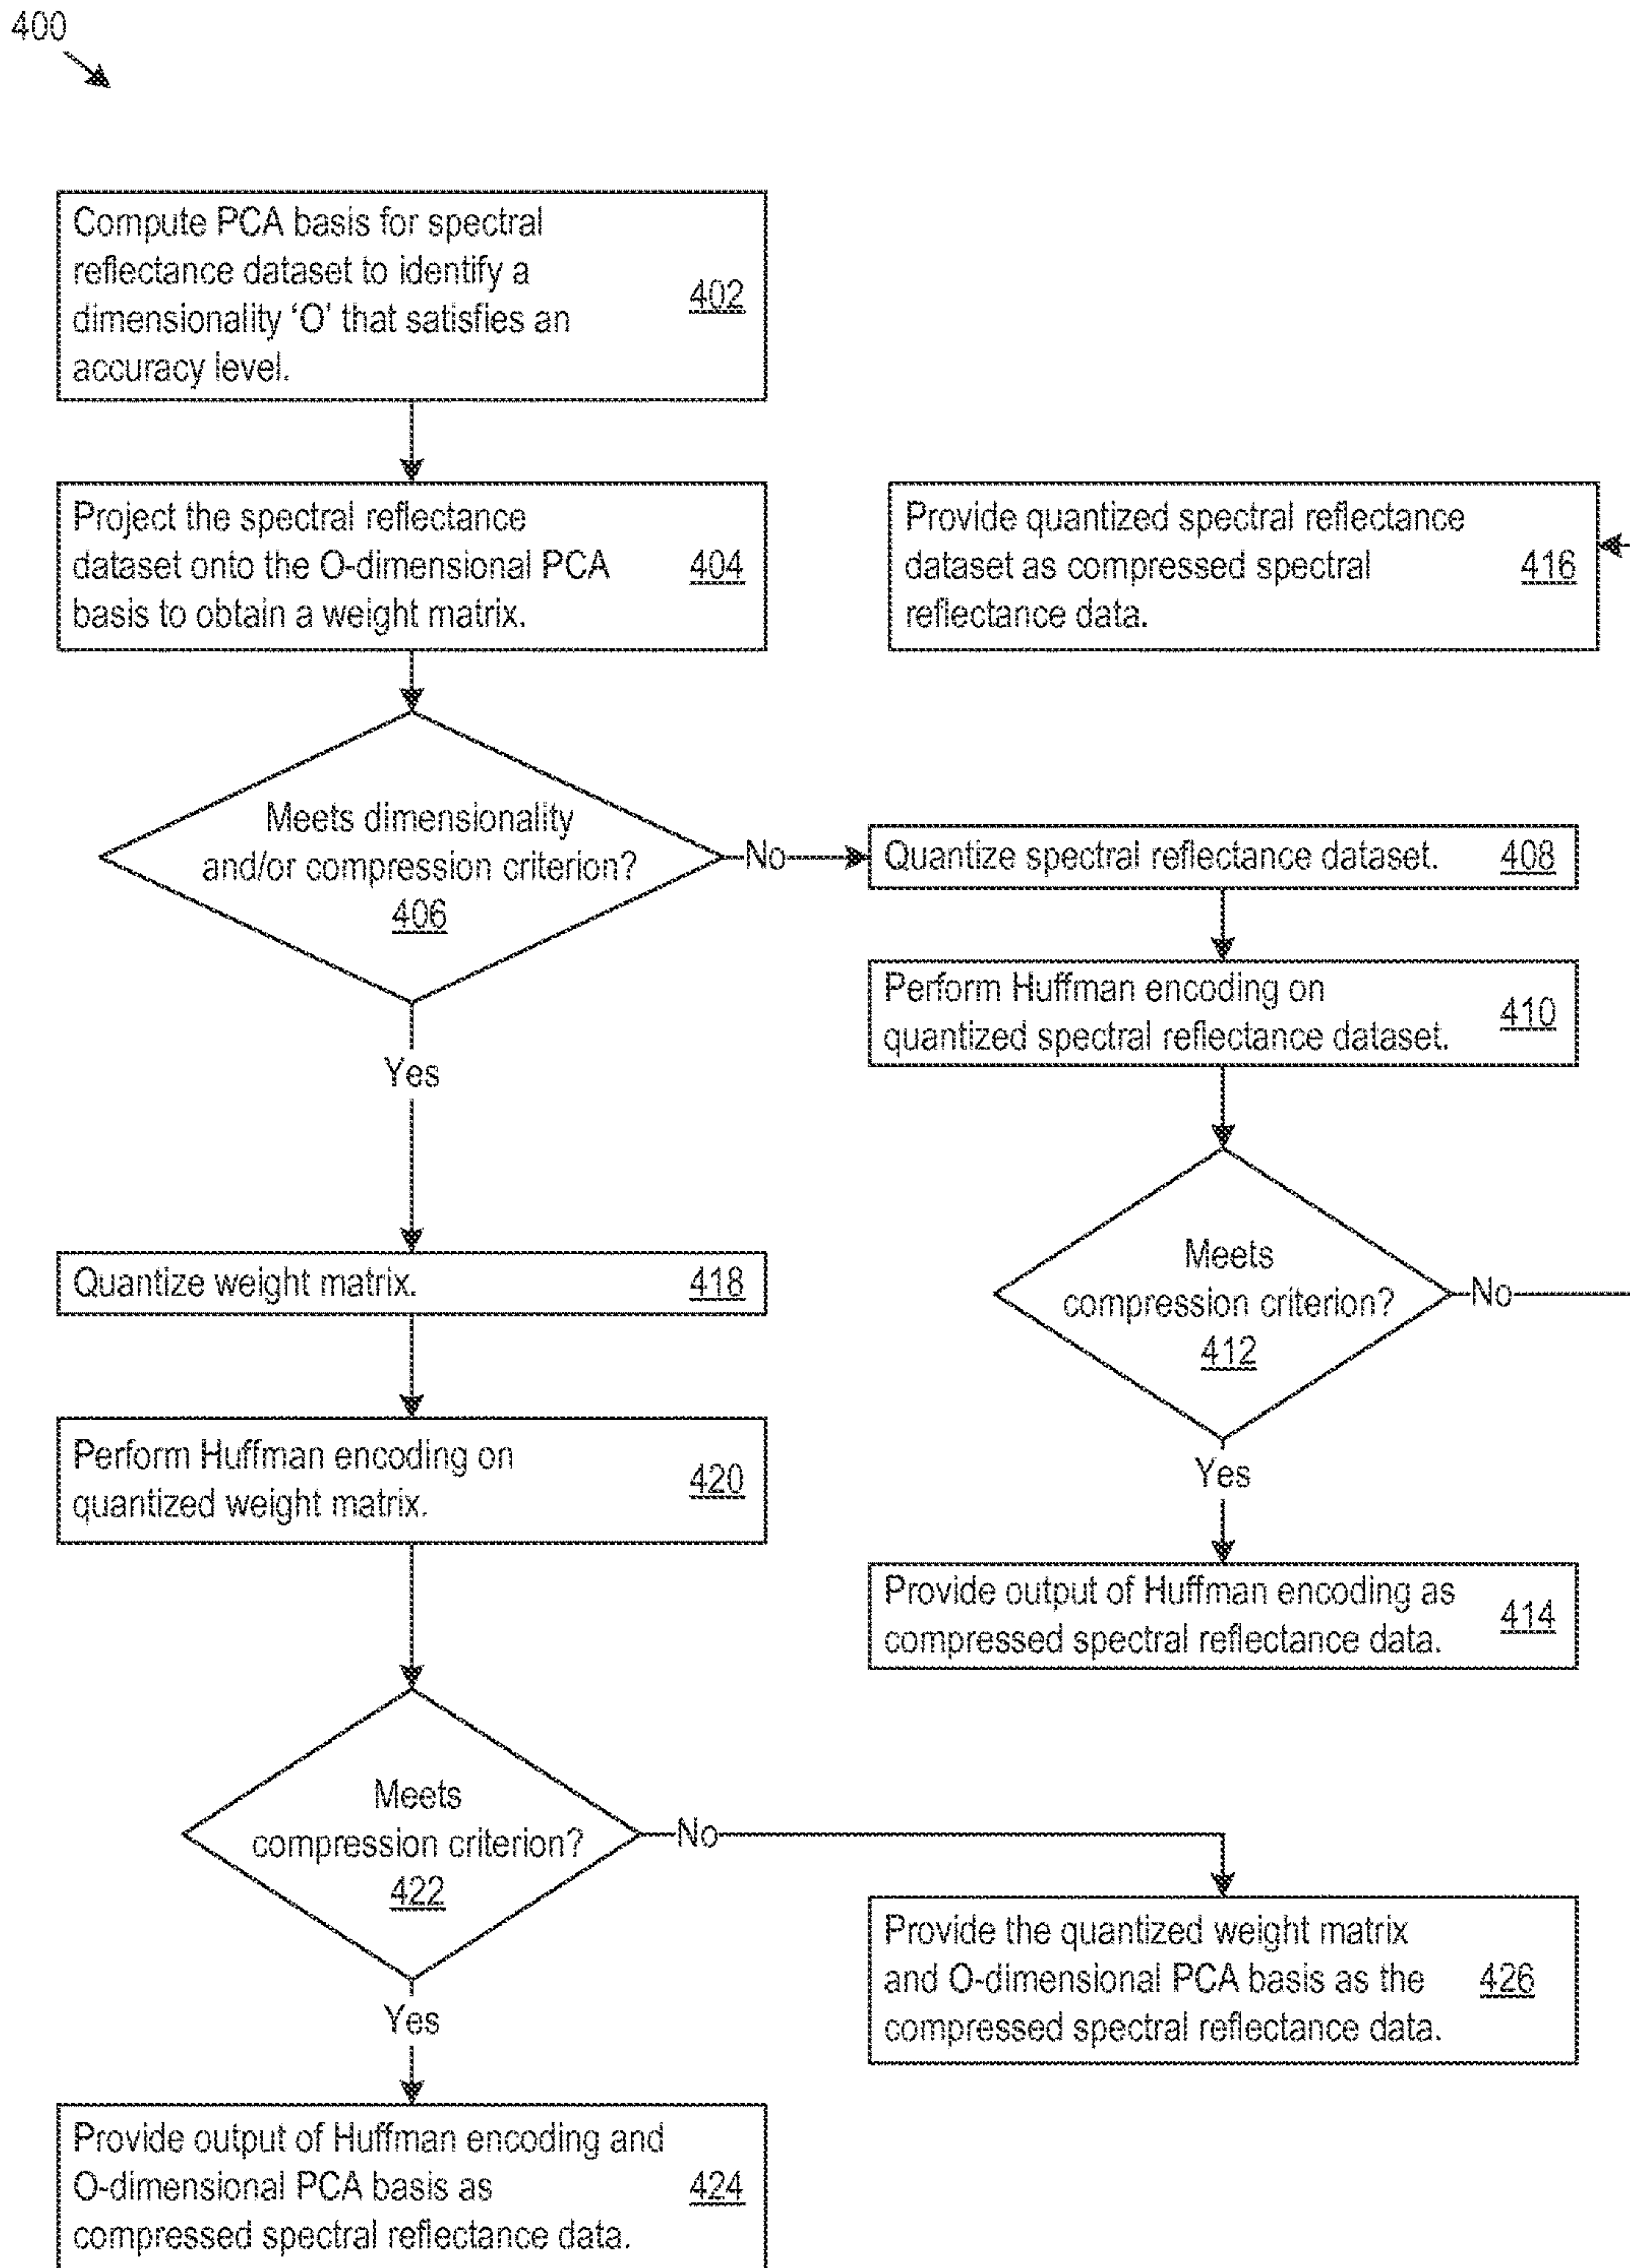 400
Compute PCA basis for spectral
reflectance dataset to identify a
dimensionality ‘O’ that satisfies an
accuracy level.
402
Project the spectral reflectance
dataset onto the O-dimensional PCA
basis to obtain a weight matrix.
404
Provide quantized spectral reflectance
dataset as compressed spectral
reflectance data.
416
Meets dimensionality
and/or compression criterion?
406
No
Quantize spectral reflectance dataset.
408
Perform Huffman encoding on
quantized spectral reflectance dataset.
410
Yes
Meets
compression criterion?
412
No
Quantize weight matrix.
418
Perform Huffman encoding on
quantized weight matrix.
420
Yes
Provide output of Huffman encoding as
compressed spectral reflectance data.
414
Meets
compression criterion?
422
No
Provide the quantized weight matrix
and O-dimensional PCA basis as the
compressed spectral reflectance data.
426
Yes
Provide output of Huffman encoding and
O-dimensional PCA basis as
compressed spectral reflectance data.
424